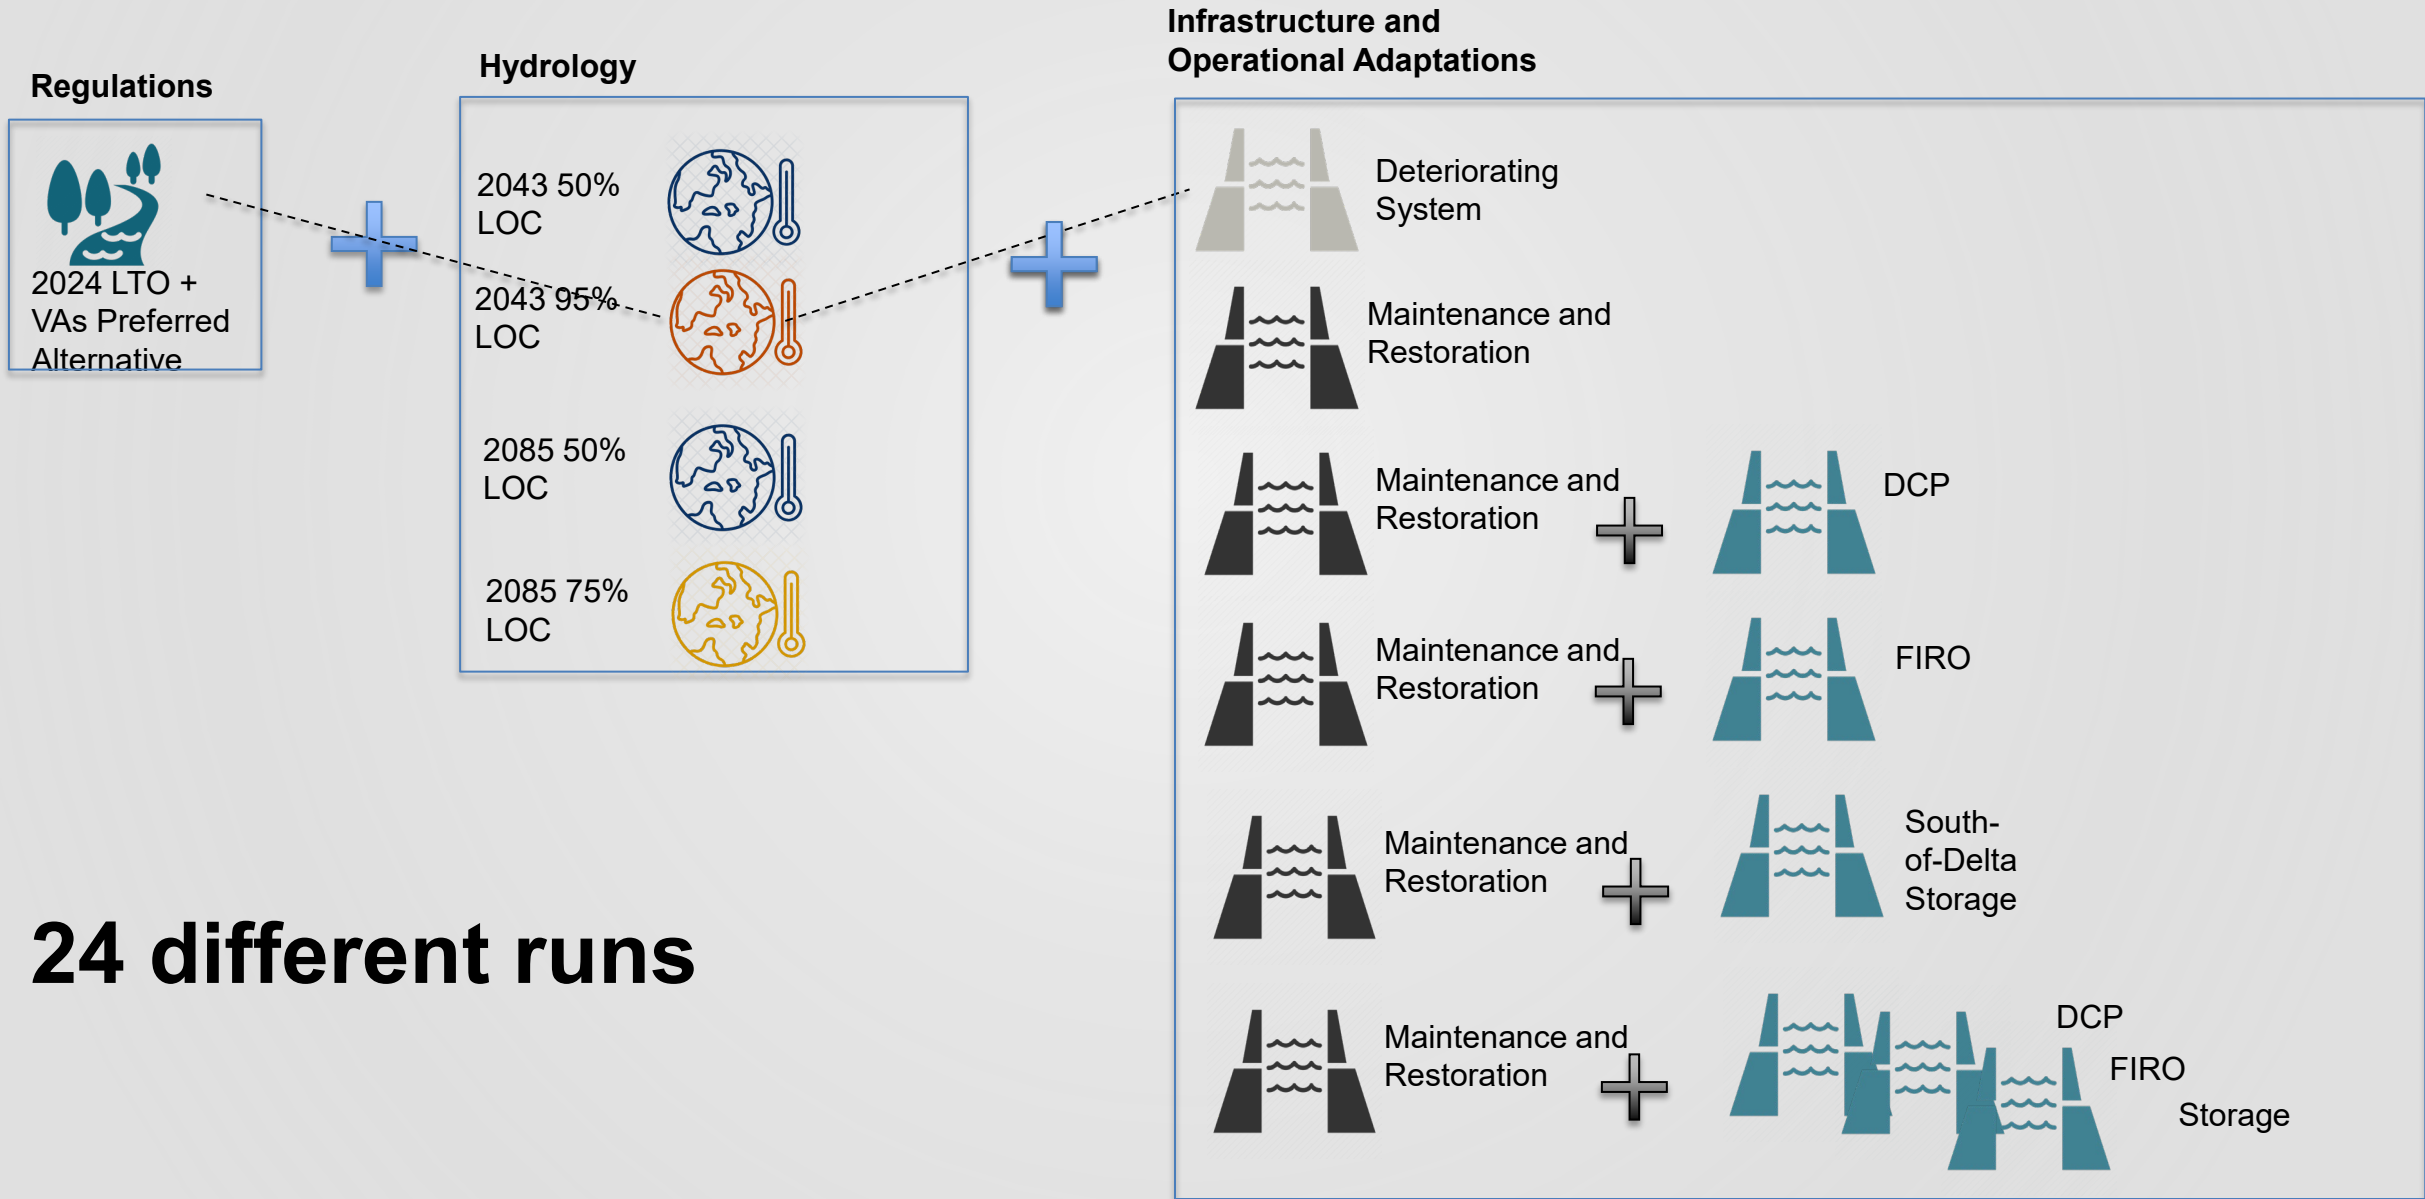 Regulations
2024 LTO +
VAs Preferred
Alternative
Hydrology
2043 50%
LOC
2043 95%
LOC
2085 50%
LOC
2085 75%
LOC
Infrastructure and
Operational Adaptations
Deteriorating
System
Maintenance and
Restoration
Maintenance and
Restoration
DCP
Maintenance and
Restoration
FIRO
Maintenance and
Restoration
South-
of-Delta
Storage
Maintenance and
Restoration
DCP
FIRO
Storage
24 different runs